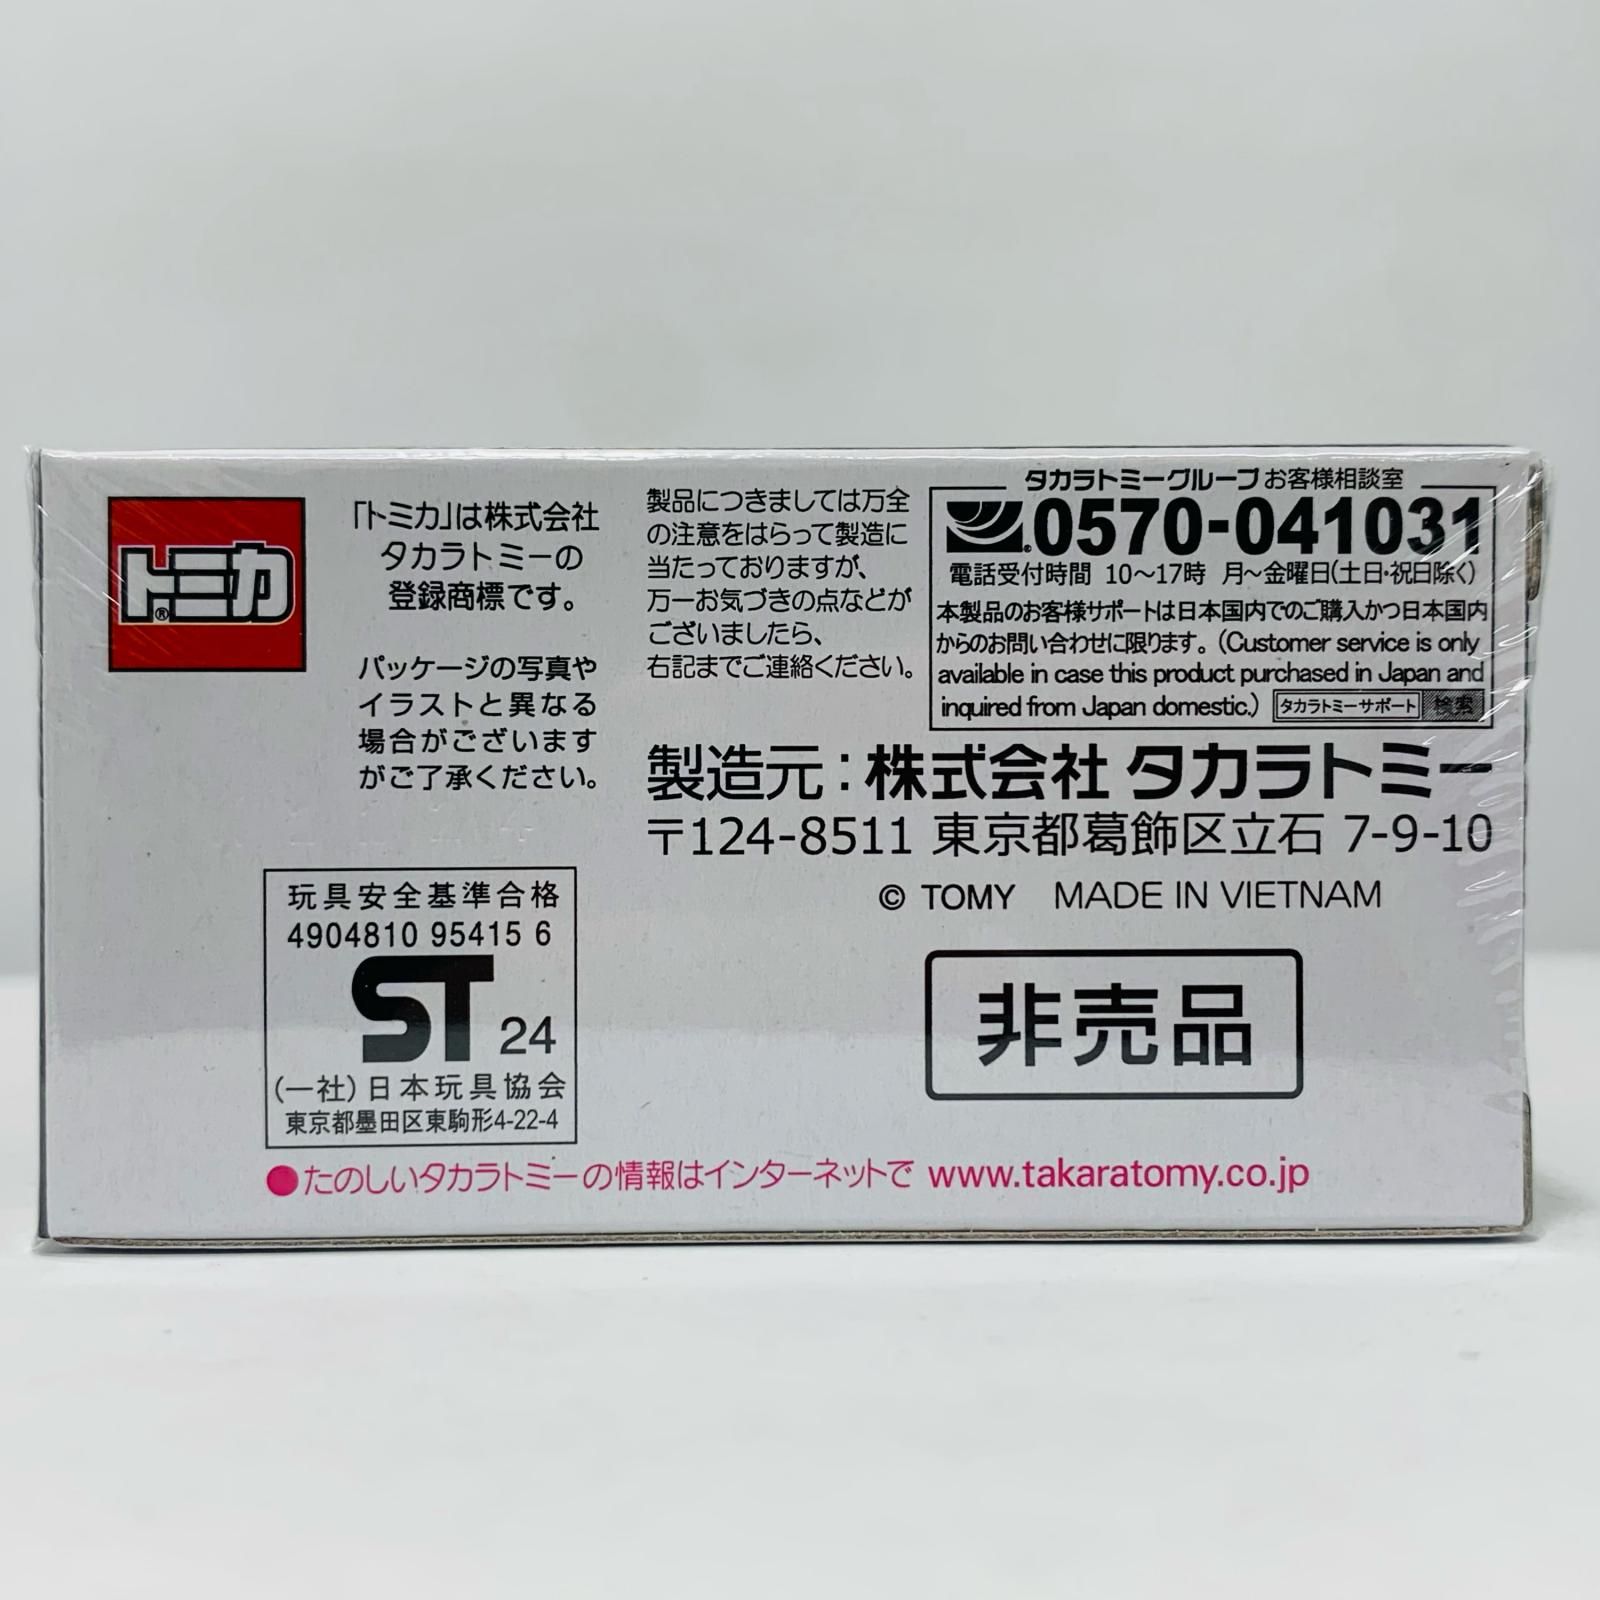 トミカ®
「トミカ」は株式会社
タカラトミーの
登録商標です。
パッケージの写真や
イラストと異なる
場合がございます
がご了承ください。
製品につきましては万全
の注意をはらって製造に
当たっておりますが、
万一お気づきの点などが
ございましたら、
右記までご連絡ください。
タカラトミーグループお客様相談室
0570-041031
電話受付時間 10～17時 月～金曜日(土日・祝日除く)
本製品のお客様サポートは日本国内でのご購入かつ日本国内
からのお問い合わせに限ります。(Customer service is only
available in case this product purchased in Japan and
inquired from Japan domestic.) タカラトミーサポート 検索
製造元：株式会社 タカラトミー
〒124-8511 東京都葛飾区立石 7-9-10
© TOMY MADE IN VIETNAM
玩具安全基準合格
4904810 95415 6
ST 24
(一社)日本玩具協会
東京都墨田区東駒形4-22-4
非売品
●たのしいタカラトミーの情報はインターネットで www.takaratomy.co.jp